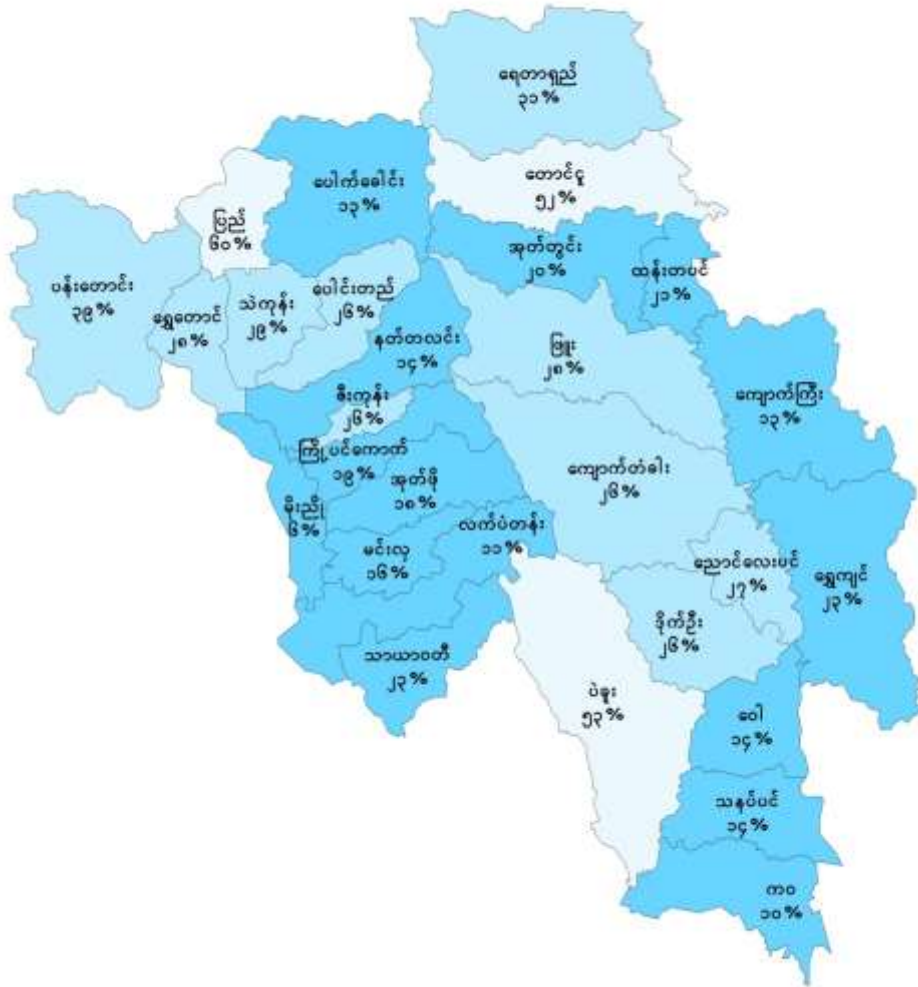 ရေတာရှည်
၃၁%
တောင်ငူ
၅၂%
ပေါက်ခေါင်း
၁၃%
ပြည်
၆၀%
အုတ်တွင်း
၂၀%
ထန်းတပင်
၂၁%
ပန်းတောင်း
၃၉%
ရွှေတောင်
၂၈%
သဲကုန်း
၂၉%
ပေါင်းတည်
၂၆%
နတ်တလင်း
၁၄%
ဖြူး
၂၈%
ကျောက်ကြီး
၁၃%
ဇီးကုန်း
၂၆%
ကြို့ပင်ကောက်
၁၉%
အုတ်ဖို
၁၈%
ကျောက်တံခါး
၂၆%
မိုးညို
၆%
မင်းလှ
၁၆%
လက်ပံတန်း
၁၁%
ညောင်လေးပင်
၂၇%
ရွှေကျင်
၂၃%
ဒိုက်ဦး
၂၆%
သာယာဝတီ
၂၃%
ပဲခူး
၅၃%
ဝေါ
၁၄%
သနပ်ပင်
၁၄%
ကဝ
၁၀%